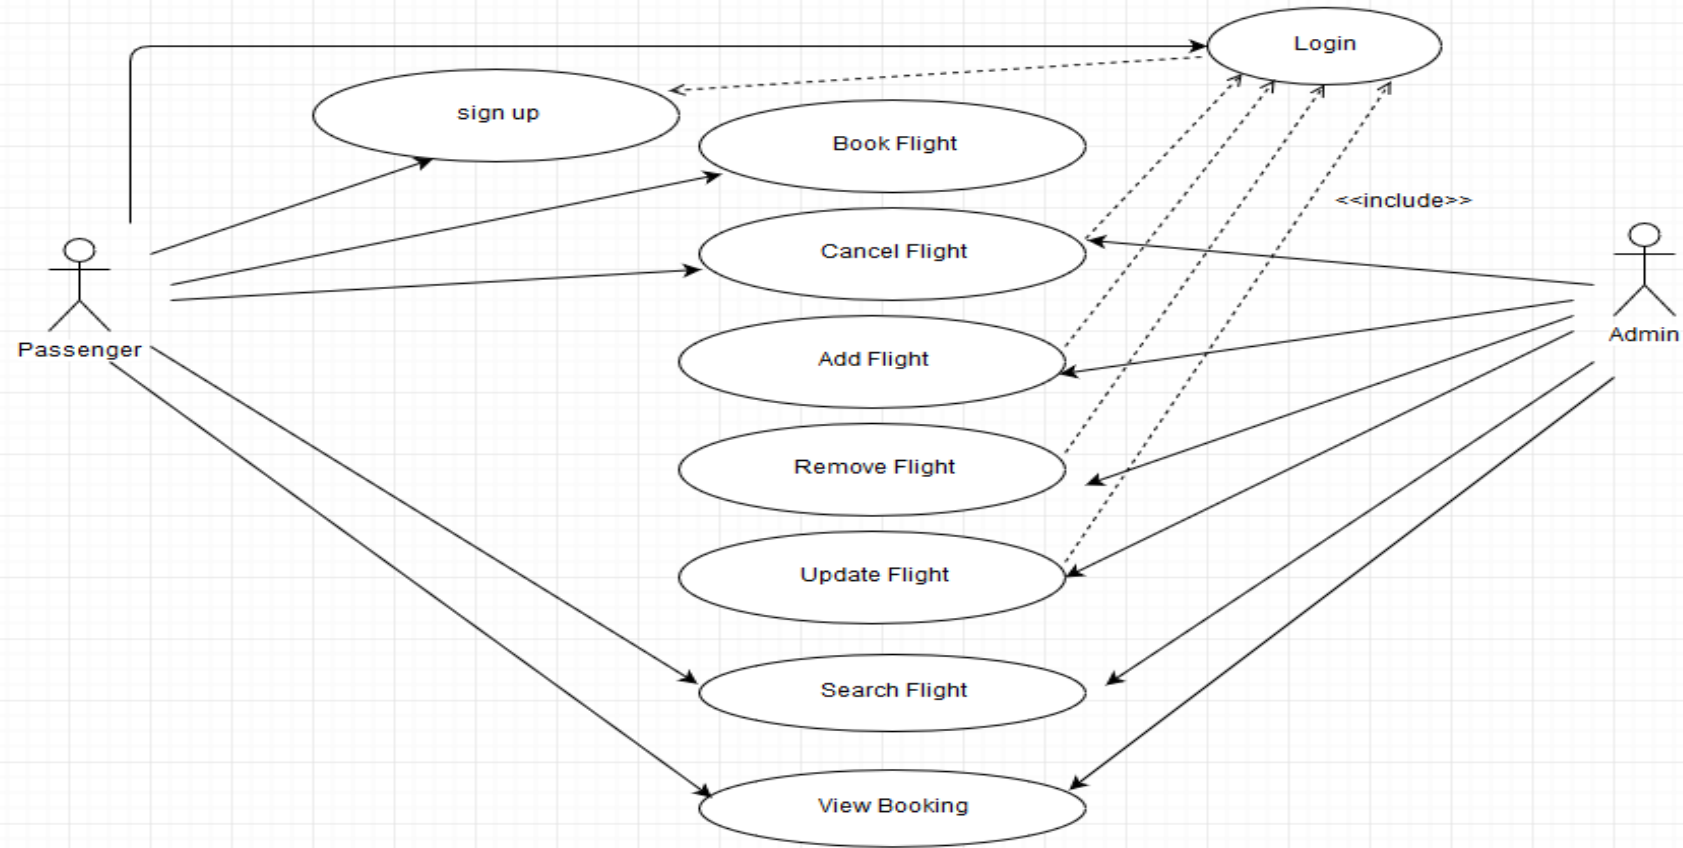 Login
sign up
Book Flight
<<include>>
Cancel Flight
Passenger
Admin
Add Flight
Remove Flight
Update Flight
Search Flight
View Booking